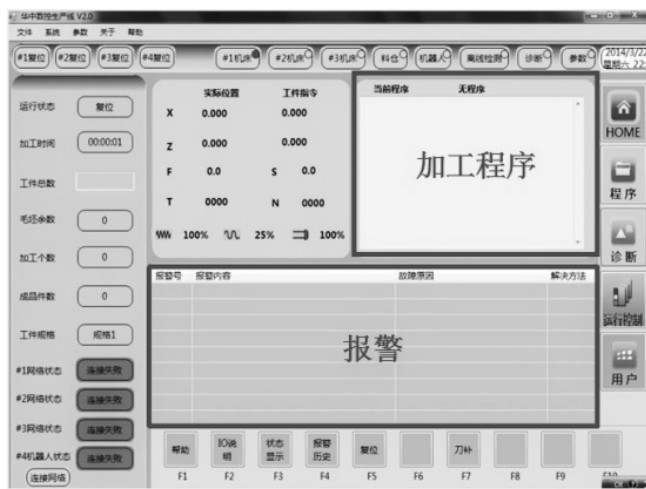 华中数控生产线 V2.0
文件 系统 参数 关于 帮助
#1复位 #2复位 #3复位 #4复位 #1机床 #2机床 #3机床 料仓 机器人 离线检测 诊断 参数 2014/3/22
星期六 22:
运行状态 复位
加工时间 00:00:01
工件总数
毛坯余数 0
加工个数 0
成品件数 0
工件规格 规格1
#1网络状态 连接失败
#2网络状态 连接失败
#3网络状态 连接失败
#4机器人状态 连接失败
连接网络
实际位置 工件指令
X 0.000 0.000
Z 0.000 0.000
F 0.0 S 0.0
T 0000 N 0000
100% 25% 100%
当前程序 无程序
加工程序
报警号 报警内容 故障原因 解决方法
报警
HOME
程序
诊断
运行控制
用户
帮助 IO说明 状态显示 报警历史 复位 刀补
F1 F2 F3 F4 F5 F6 F7 F8 F9 F10